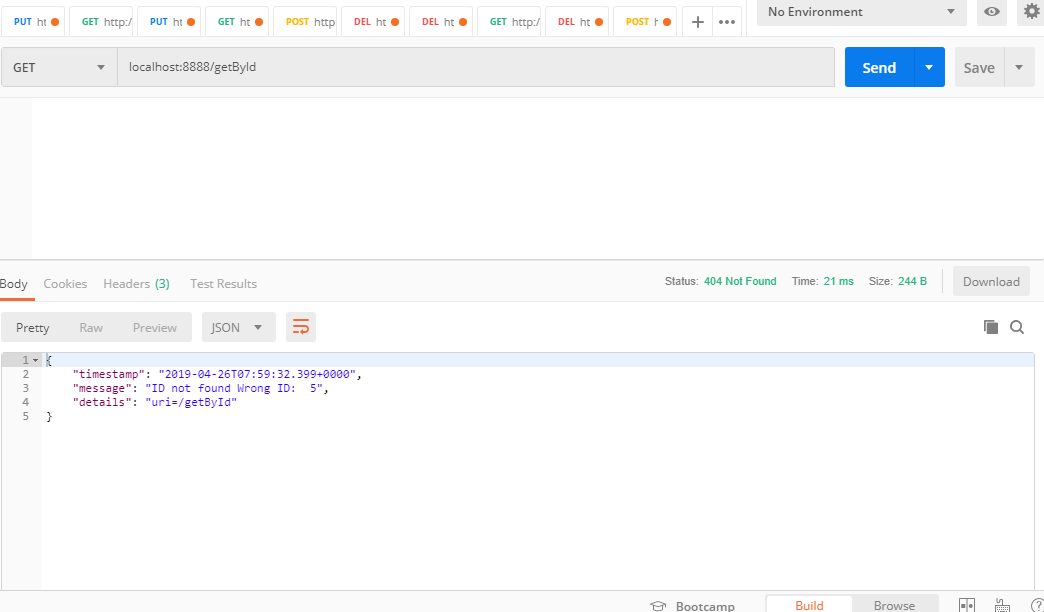 PUT ht GET http:/ PUT ht GET ht POST http DEL ht DEL ht GET http:/ DEL ht POST h No Environment
GET localhost:8888/getById Send Save
Body Cookies Headers (3) Test Results Status: 404 Not Found Time: 21 ms Size: 244 B Download
Pretty Raw Preview JSON
1 {
2 "timestamp": "2019-04-26T07:59:32.399+0000",
3 "message": "ID not found Wrong ID:  5",
4 "details": "uri=/getById"
5 }
Bootcamp Build Browse